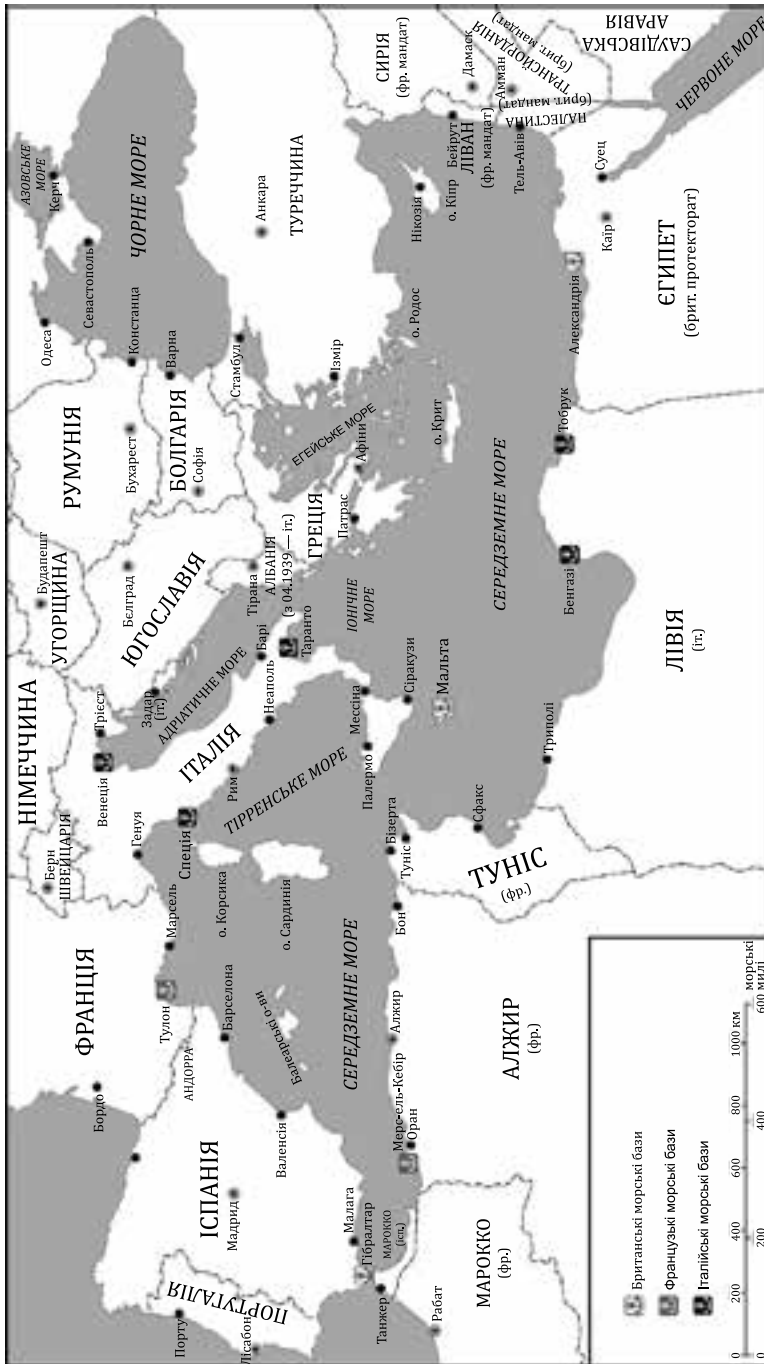 НІМЕЧЧИНА
Берн
ШВЕЙЦАРІЯ
ФРАНЦІЯ
Бордо
Тулон
Марсель
Генуя
Венеція
Трієст
Спеція
УГОРЩИНА
Будапешт
РУМУНІЯ
Бухарест
Констанца
Одеса
Севастополь
АЗОВСЬКЕ
МОРЕ
Керч
ЧОРНЕ МОРЕ
Варна
БОЛГАРІЯ
Софія
Бєлград
ЮГОСЛАВІЯ
Задар
(іт.)
АДРІАТИЧНЕ МОРЕ
ІТАЛІЯ
Рим
Неаполь
Барі
Таранто
Тірана
АЛБАНІЯ
(з 04.1939 — іт.)
ГРЕЦІЯ
Патрас
Афіни
ЕГЕЙСЬКЕ МОРЕ
Стамбул
Ізмір
Анкара
ТУРЕЧЧИНА
СИРІЯ
(фр. мандат)
Дамаск
Бейрут
ЛІВАН
(фр. мандат)
ТРАНСЙОРДАНІЯ
(брит. мандат)
Амман
ПАЛЕСТИНА
(брит. мандат)
Тель-Авів
САУДІВСЬКА
АРАВІЯ
ЧЕРВОНЕ МОРЕ
Нікозія
о. Кіпр
о. Родос
о. Крит
ІОНІЧНЕ
МОРЕ
ТІРРЕНСЬКЕ МОРЕ
Мессіна
Палермо
Сіракузи
Мальта
о. Корсика
о. Сардинія
АНДОРРА
Барселона
Балеарські о-ви
Валенсія
ІСПАНІЯ
Мадрид
ПОРТУГАЛІЯ
Порту
Лісабон
Малага
Гібралтар
МАРОККО
(ісп.)
Танжер
Рабат
МАРОККО
(фр.)
СЕРЕДЗЕМНЕ МОРЕ
СЕРЕДЗЕМНЕ МОРЕ
Мерс-ель-Кебір
Оран
Алжир
АЛЖИР
(фр.)
Бон
Бізерта
Туніс
Сфакс
ТУНІС
(фр.)
Триполі
ЛІВІЯ
(іт.)
Бенгазі
Тобрук
Александрія
Каїр
Суец
ЄГИПЕТ
(брит. протекторат)
Британські морські бази
Французькі морські бази
Італійські морські бази
0 200 400 600 800 1000 км
0 200 400 600
морські
милі